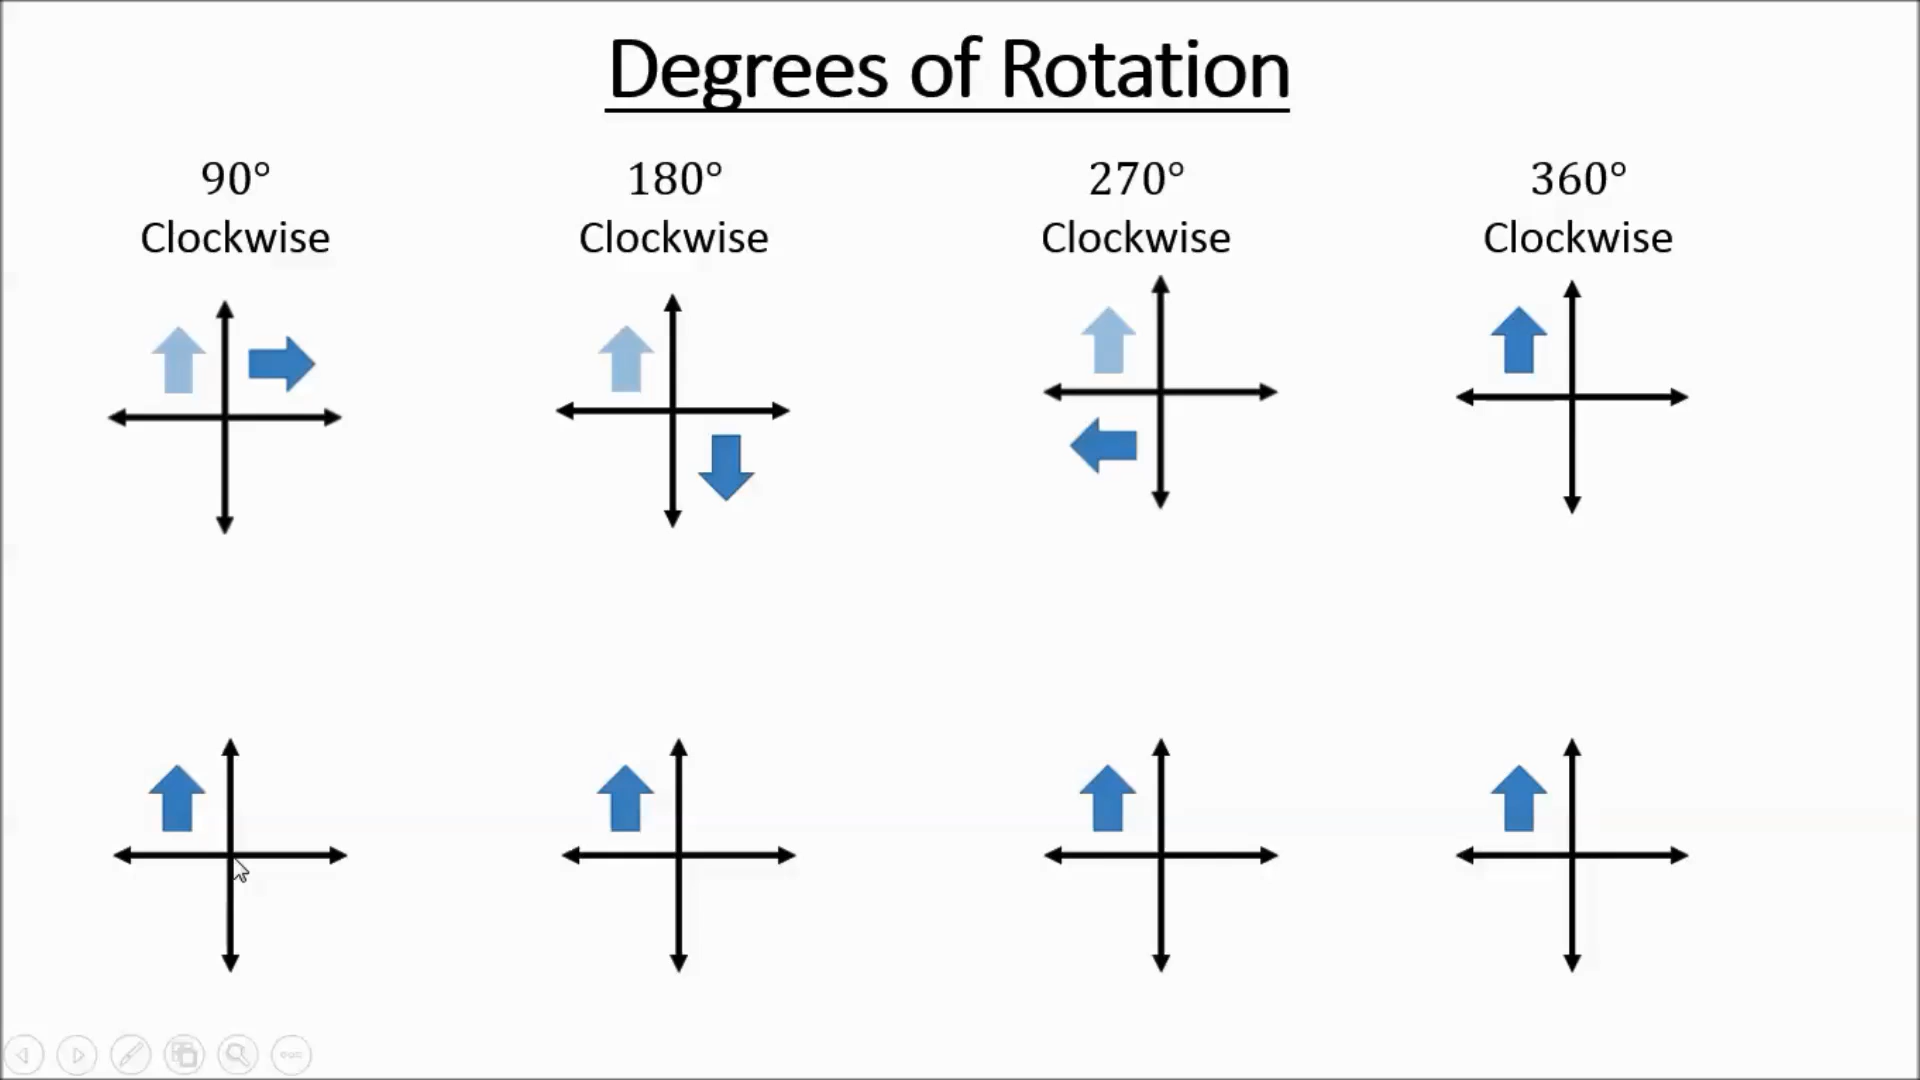 Degrees of Rotation
90°
Clockwise
180°
Clockwise
270°
Clockwise
360°
Clockwise